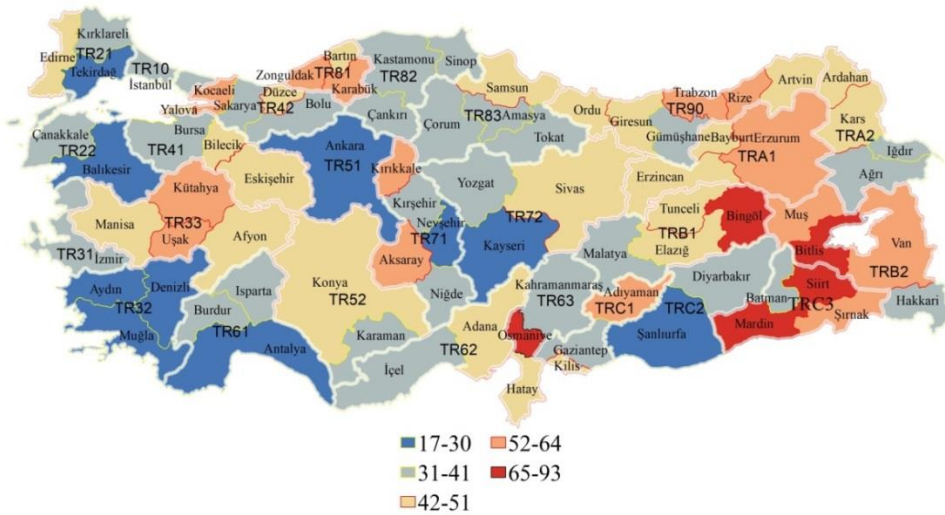 Kırklareli
Edirne
TR21
Tekirdağ
TR10
İstanbul
Kocaeli
Yalova
Sakarya
Zonguldak
Bartın
TR81
Karabük
Düzce
TR42
Bolu
Kastamonu
TR82
Sinop
Çankırı
Samsun
Çorum
TR83
Amasya
Tokat
Ordu
Giresun
Trabzon
TR90
Rize
Artvin
Ardahan
Kars
TRA2
Gümüşhane
Bayburt
Erzurum
TRA1
Iğdır
Ağrı
Çanakkale
TR22
Balıkesir
Bursa
TR41
Bilecik
Eskişehir
Ankara
TR51
Kırıkkale
Kırşehir
Yozgat
Sivas
Erzincan
Tunceli
TRB1
Elazığ
Bingöl
Muş
Bitlis
Van
TRB2
Hakkari
Manisa
Kütahya
TR33
Uşak
Afyon
TR31
İzmir
Aydın
TR32
Denizli
Muğla
Burdur
TR61
Isparta
Antalya
Konya
TR52
Karaman
Aksaray
Nevşehir
TR71
Niğde
TR72
Kayseri
Malatya
Kahramanmaraş
TR63
Adıyaman
TRC1
Diyarbakır
Batman
Siirt
TRC3
Şırnak
Mardin
TRC2
Şanlıurfa
Gaziantep
Kilis
Osmaniye
Adana
TR62
İçel
Hatay
17-30
52-64
31-41
65-93
42-51